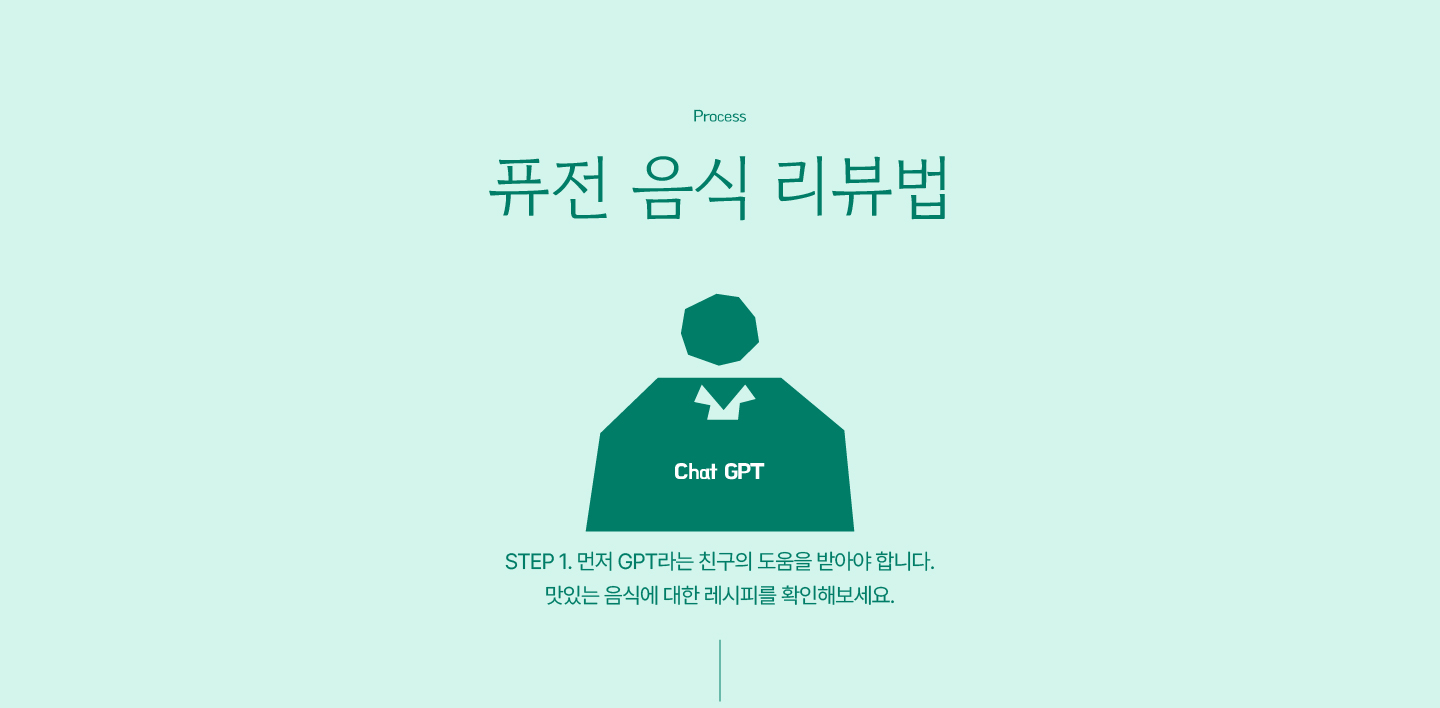 Process
퓨전 음식 리뷰법
Chat GPT
STEP 1. 먼저 GPT라는 친구의 도움을 받아야 합니다.
맛있는 음식에 대한 레시피를 확인해보세요.